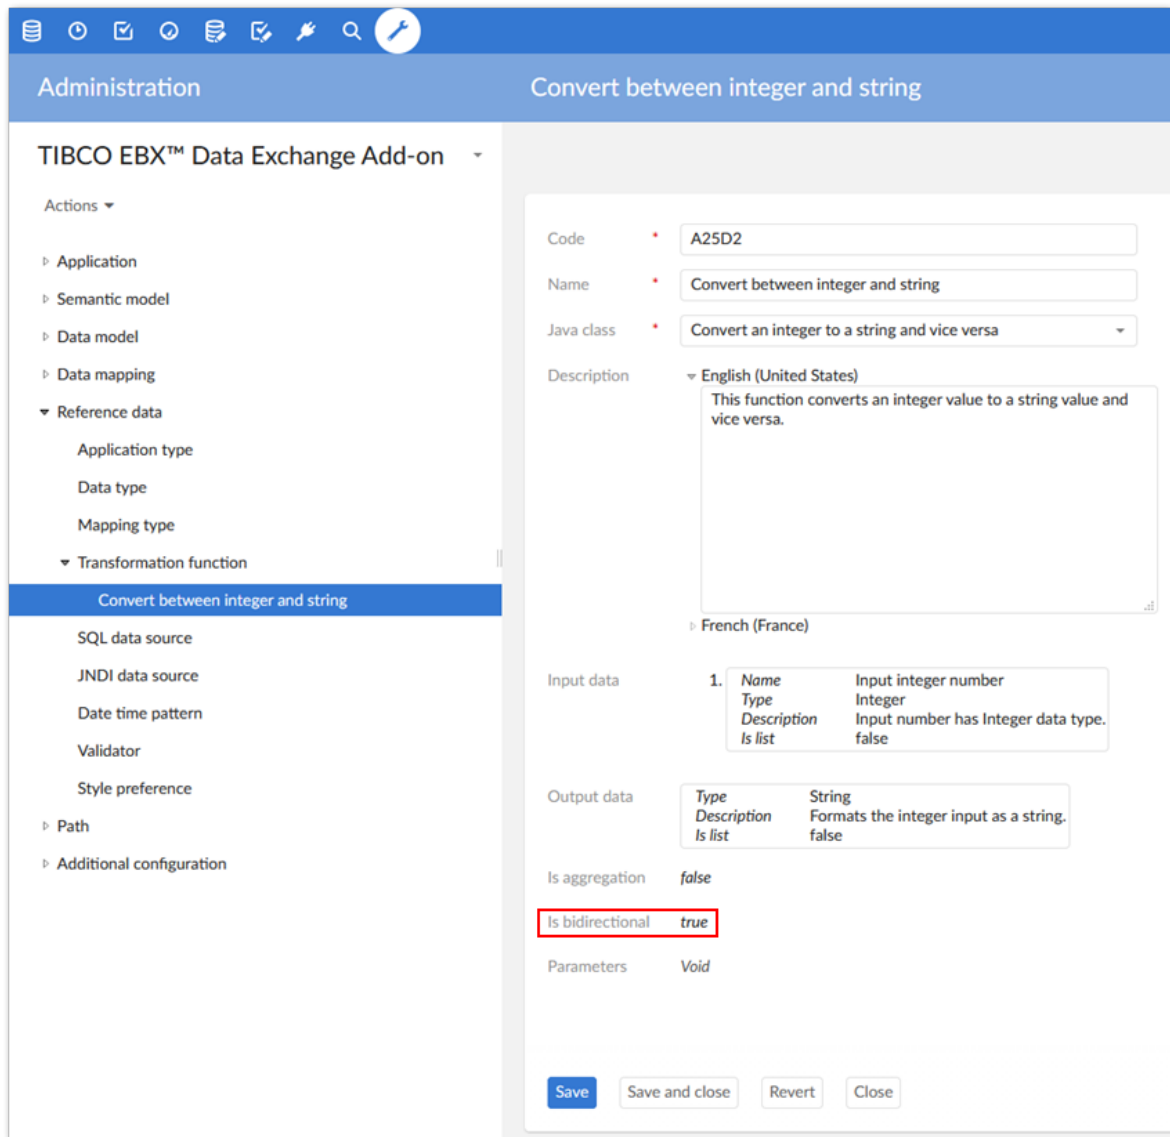 Administration
Convert between integer and string
TIBCO EBX™ Data Exchange Add-on
Actions
Application
Semantic model
Data model
Data mapping
Reference data
Application type
Data type
Mapping type
Transformation function
Convert between integer and string
SQL data source
JNDI data source
Date time pattern
Validator
Style preference
Path
Additional configuration
Code * A25D2
Name * Convert between integer and string
Java class * Convert an integer to a string and vice versa
Description English (United States)
This function converts an integer value to a string value and
vice versa.
French (France)
Input data 1. Name Input integer number
Type Integer
Description Input number has Integer data type.
Is list false
Output data Type String
Description Formats the integer input as a string.
Is list false
Is aggregation false
Is bidirectional true
Parameters Void
Save Save and close Revert Close